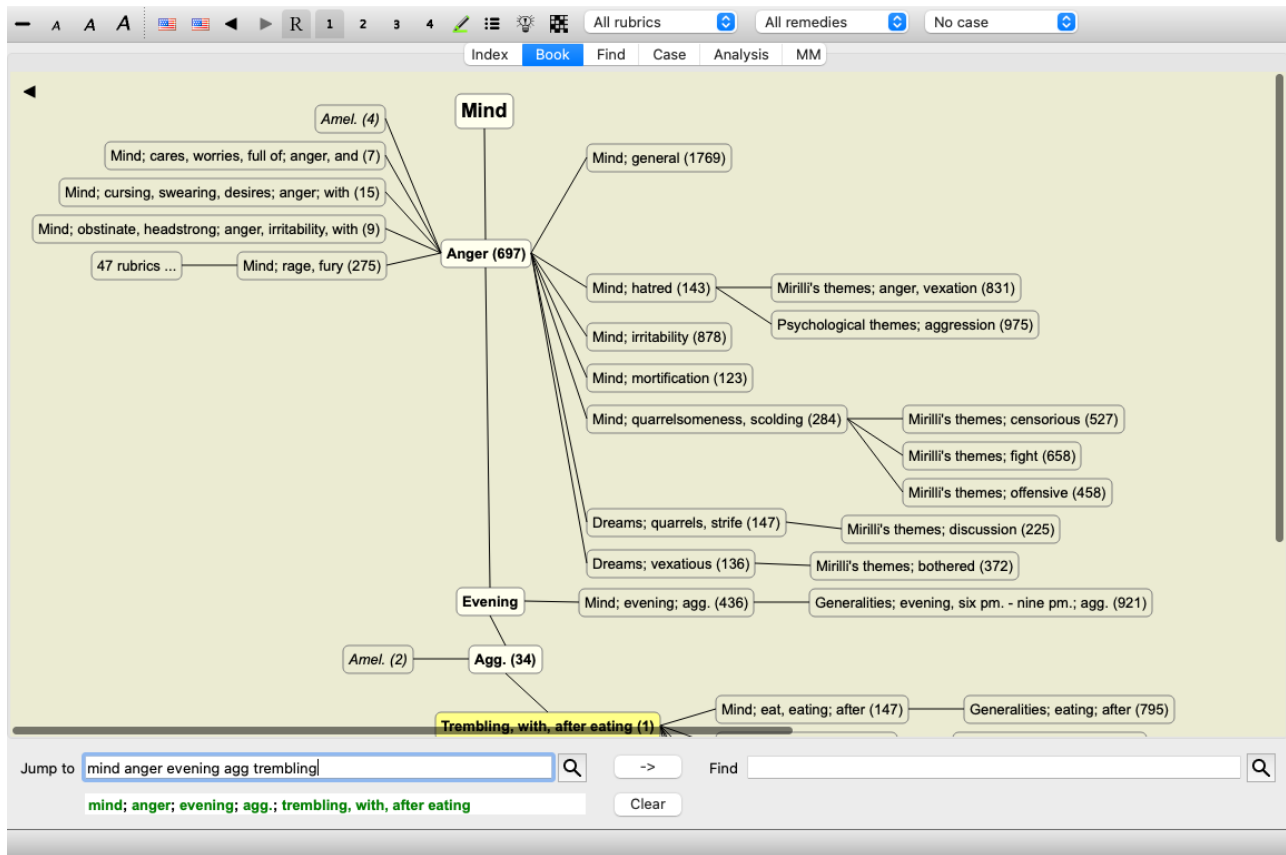 A A A R 1 2 3 4 All rubrics All remedies No case
Index Book Find Case Analysis MM
Mind
Amel. (4)
Mind; cares, worries, full of; anger, and (7)
Mind; general (1769)
Mind; cursing, swearing, desires; anger; with (15)
Mind; obstinate, headstrong; anger, irritability, with (9)
Anger (697)
47 rubrics ... Mind; rage, fury (275)
Mind; hatred (143) Mirilli's themes; anger, vexation (831)
Psychological themes; aggression (975)
Mind; irritability (878)
Mind; mortification (123)
Mind; quarrelsomeness, scolding (284) Mirilli's themes; censorious (527)
Mirilli's themes; fight (658)
Mirilli's themes; offensive (458)
Dreams; quarrels, strife (147) Mirilli's themes; discussion (225)
Dreams; vexatious (136) Mirilli's themes; bothered (372)
Evening Mind; evening; agg. (436) Generalities; evening, six pm. - nine pm.; agg. (921)
Amel. (2) Agg. (34)
Mind; eat, eating; after (147) Generalities; eating; after (795)
Trembling, with, after eating (1)
Jump to mind anger evening agg trembling -> Find
mind; anger; evening; agg.; trembling, with, after eating Clear